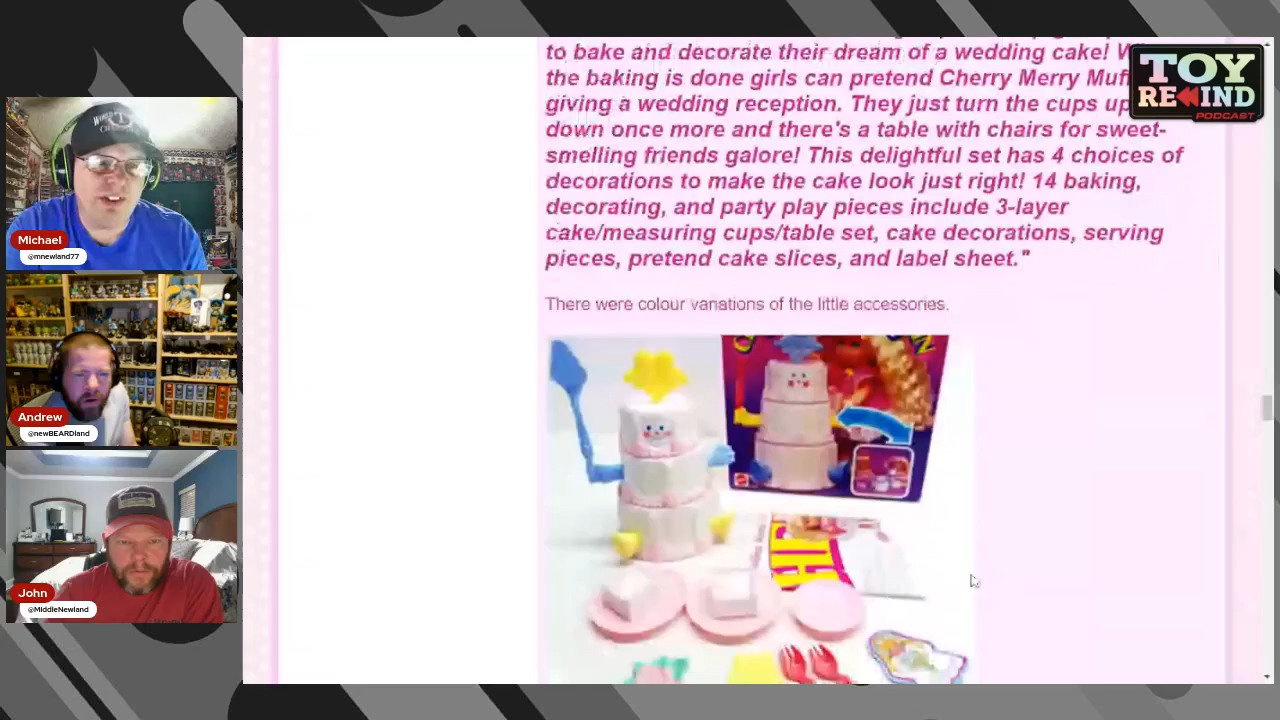 to bake and decorate their dream of a wedding cake!
the baking is done girls can pretend Cherry Merry
giving a wedding reception. They just turn the cups
down once more and there's a table with chairs for sweet-
smelling friends galore! This delightful set has 4 choices of
decorations to make the cake look just right! 14 baking,
decorating, and party play pieces include 3-layer
cake/measuring cups/table set, cake decorations, serving
pieces, pretend cake slices, and label sheet."
There were colour variations of the little accessories.
TOY
REWIND
PODCAST
Michael
@mnewland77
Andrew
@newBEARDland
John
@MiddleNewland